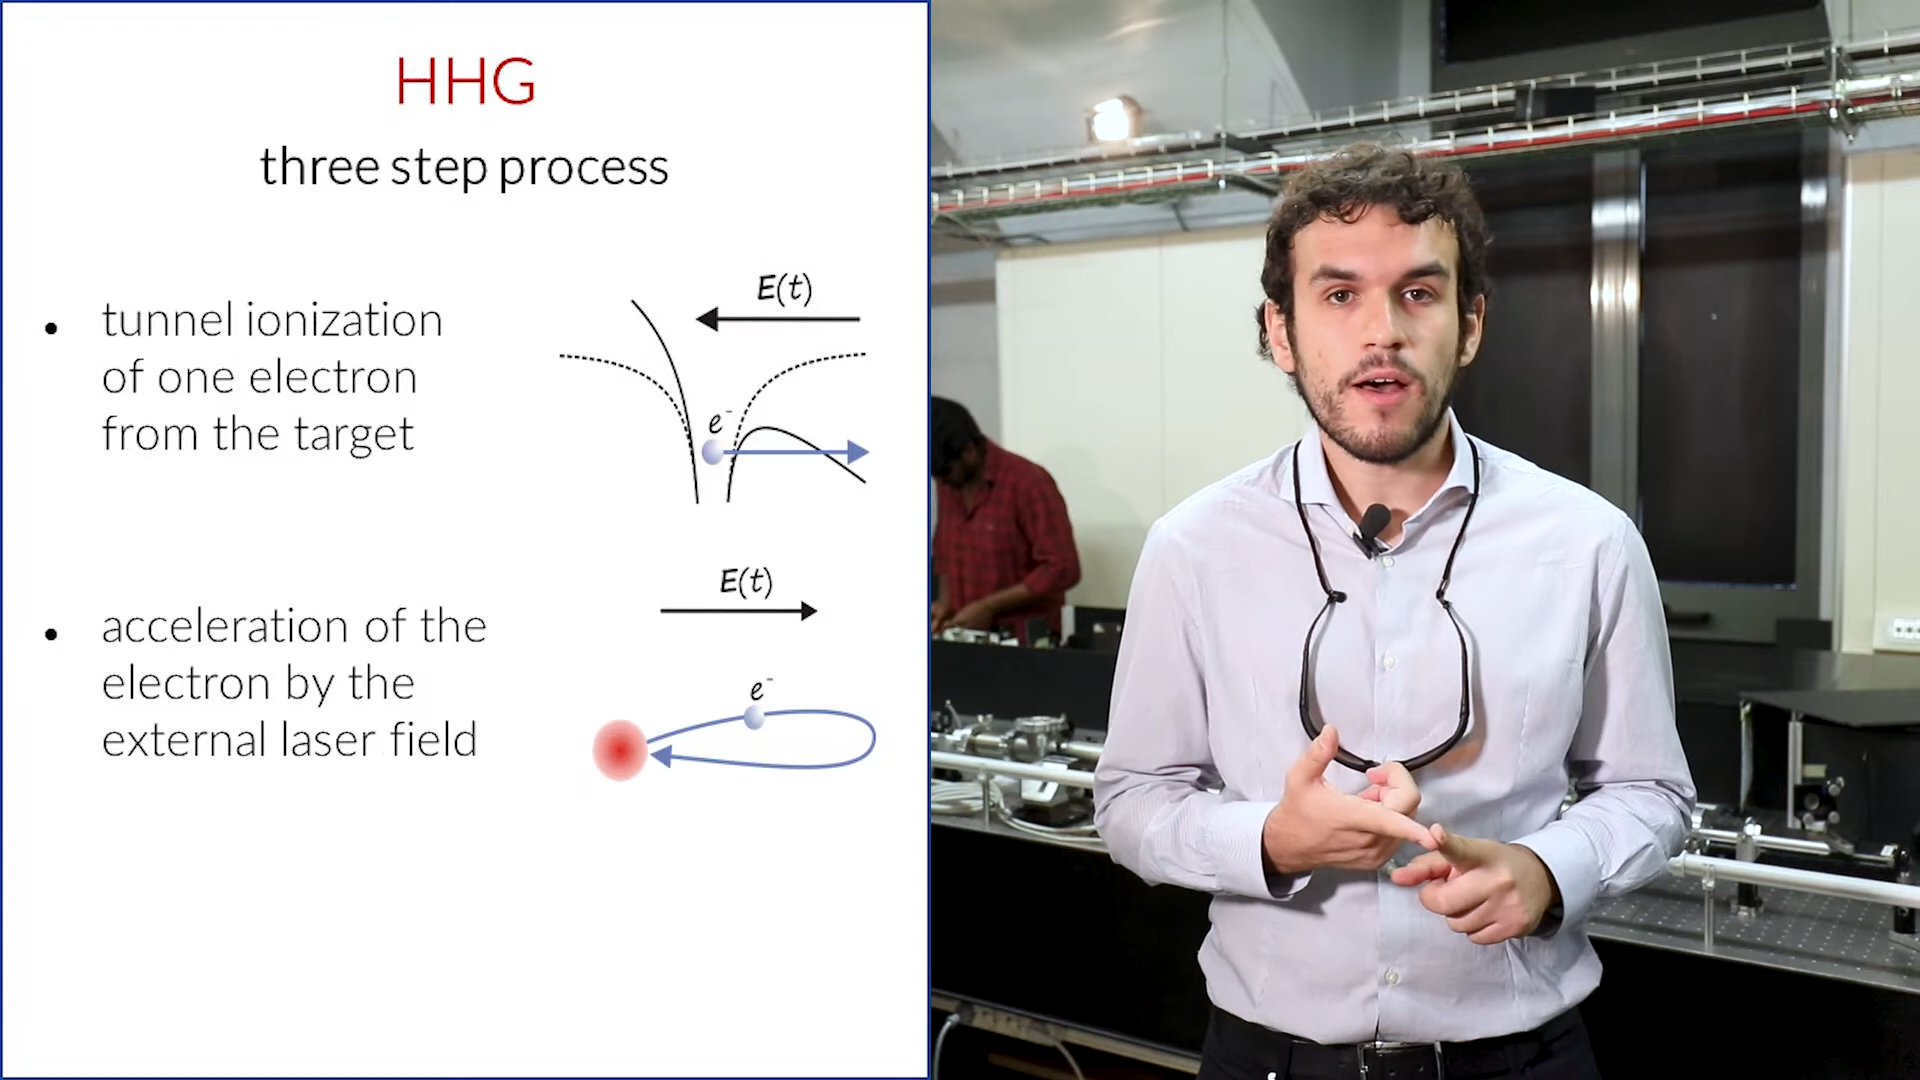 HHG
three step process
• tunnel ionization
of one electron
from the target
E(t)
e⁻
• acceleration of the
electron by the
external laser field
E(t)
e⁻